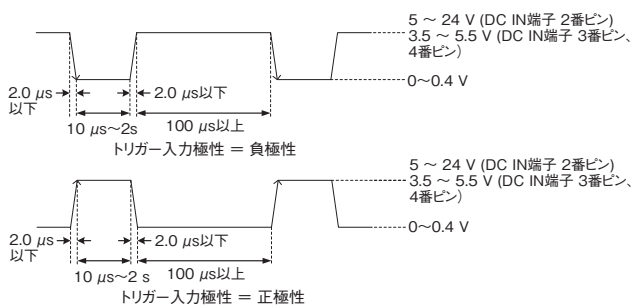 5 ～ 24 V (DC IN端子 2番ピン)
3.5 ～ 5.5 V (DC IN端子 3番ピン、
4番ピン)
0～0.4 V
2.0 μs
以下
2.0 μs以下
10 μs～2s
100 μs以上
トリガー入力極性 = 負極性
5 ～ 24 V (DC IN端子 2番ピン)
3.5 ～ 5.5 V (DC IN端子 3番ピン、
4番ピン)
0～0.4 V
2.0 μs
以下
2.0 μs以下
10 μs～2 s
100 μs以上
トリガー入力極性 = 正極性